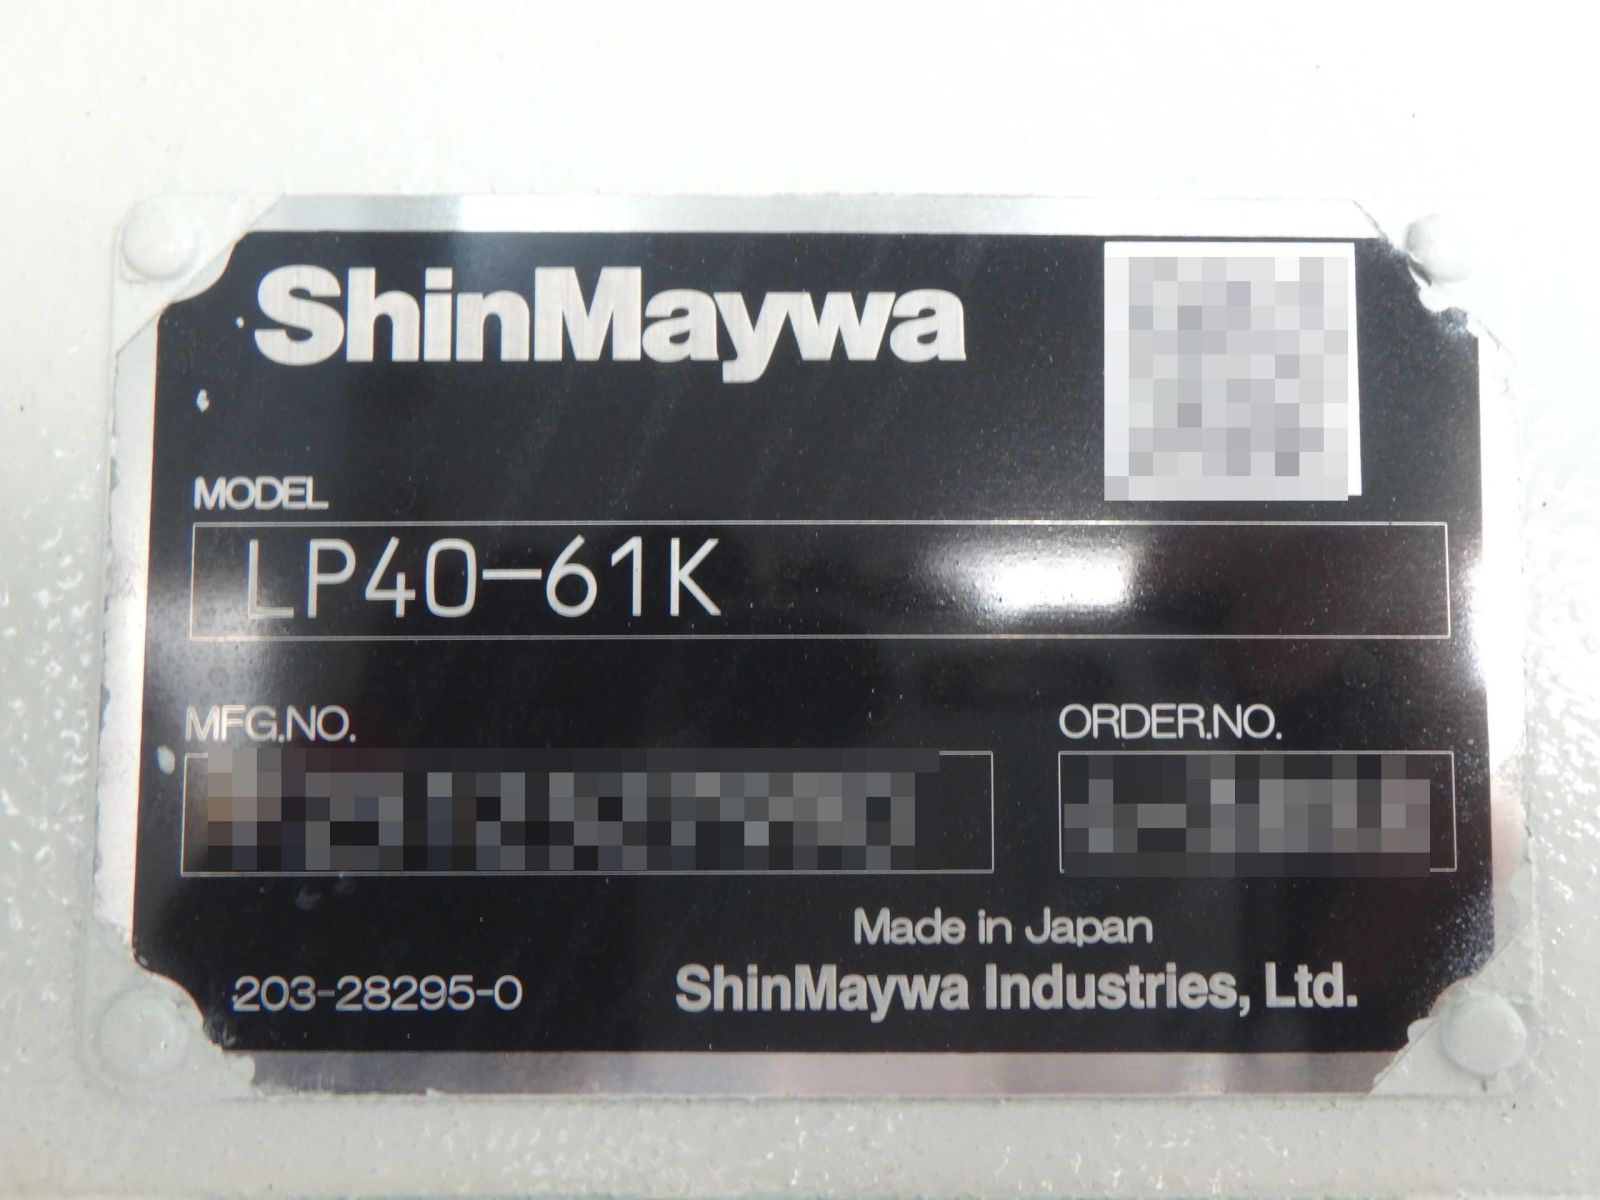 ShinMaywa
MODEL
LP40-61K
MFG.NO.
ORDER.NO.
Made in Japan
203-28295-0
ShinMaywa Industries, Ltd.